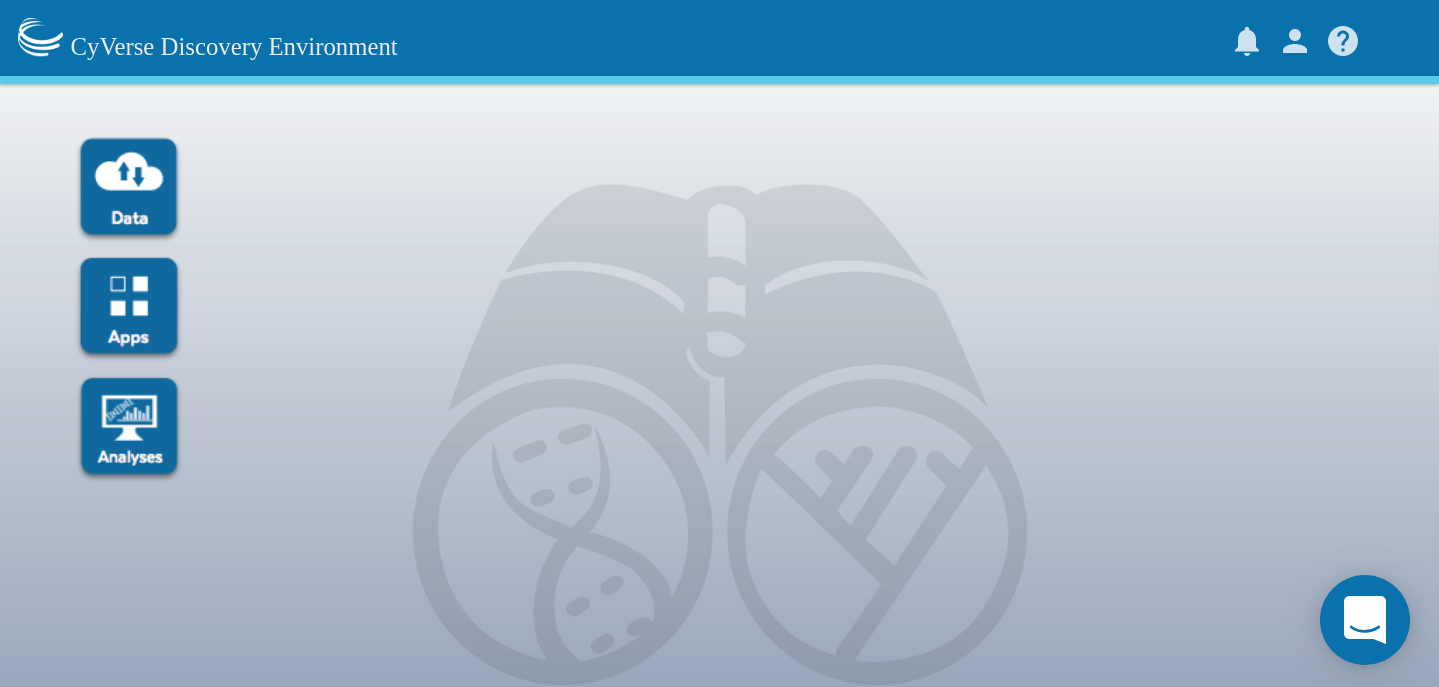 CyVerse Discovery Environment
Data
Apps
Analyses